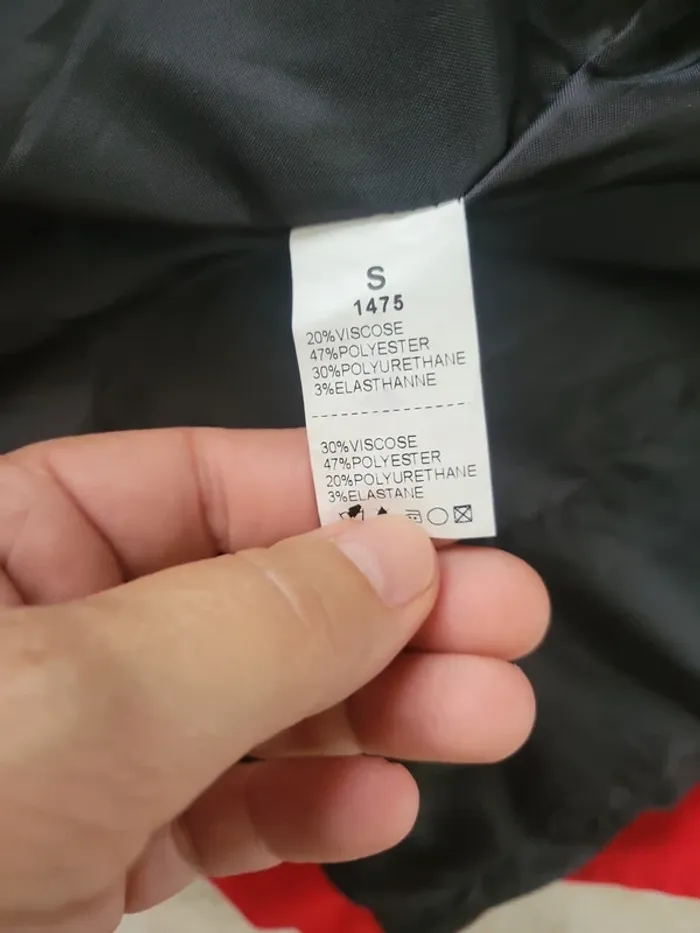 S
1475
20%VISCOSE
47%POLYESTER
30%POLYURETHANE
3%ELASTHANNE
30%VISCOSE
47%POLYESTER
20%POLYURETHANE
3%ELASTANE